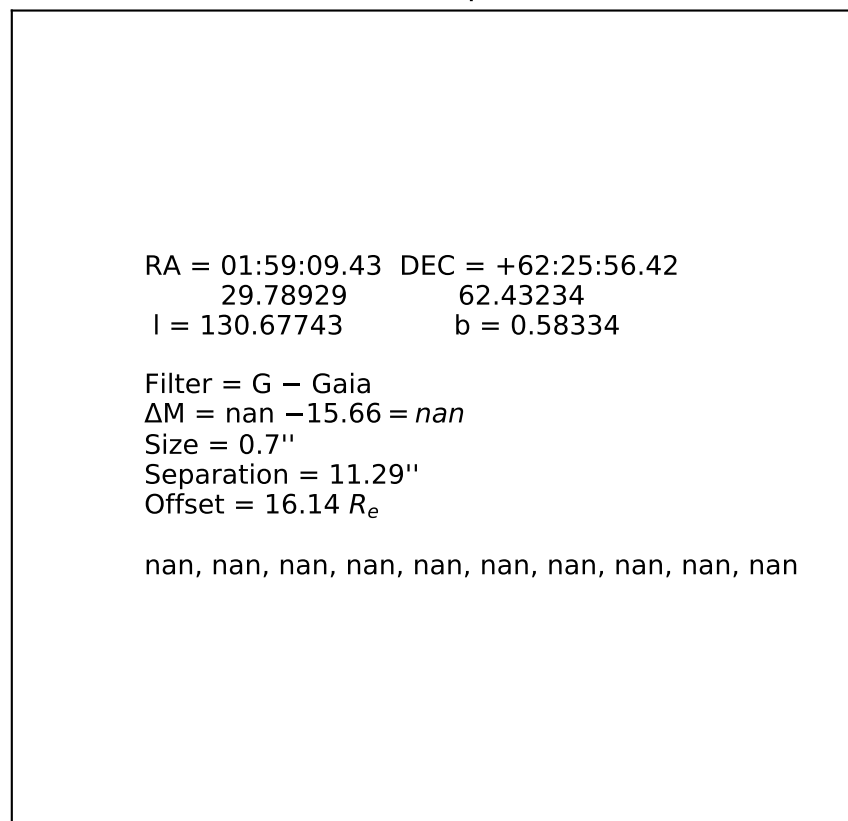 RA = 01:59:09.43  DEC = +62:25:56.42
29.78929  62.43234
l = 130.67743  b = 0.58334
Filter = G − Gaia
ΔM = nan −15.66 = nan
Size = 0.7''
Separation = 11.29''
Offset = 16.14 Rₑ
nan, nan, nan, nan, nan, nan, nan, nan, nan, nan